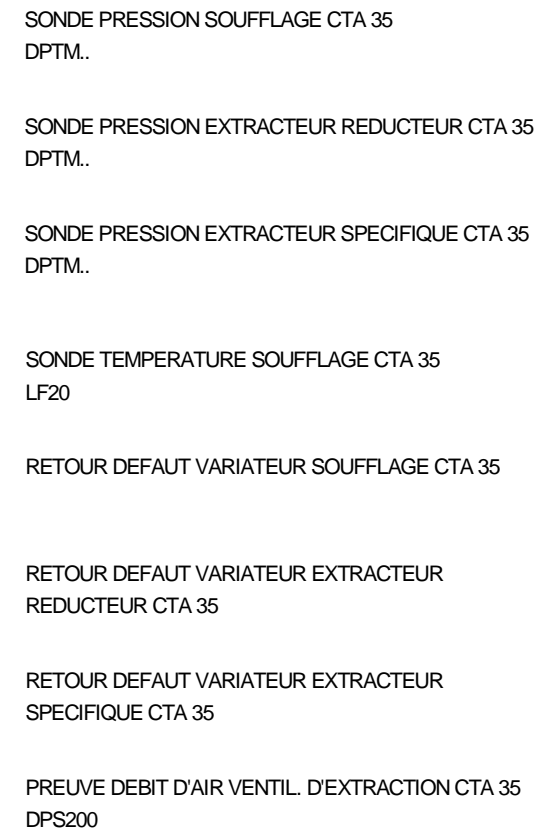 SONDE PRESSION SOUFFLAGE CTA 35
DPTM..
SONDE PRESSION EXTRACTEUR REDUCTEUR CTA 35
DPTM..
SONDE PRESSION EXTRACTEUR SPECIFIQUE CTA 35
DPTM..
SONDE TEMPERATURE SOUFFLAGE CTA 35
LF20
RETOUR DEFAUT VARIATEUR SOUFFLAGE CTA 35
RETOUR DEFAUT VARIATEUR EXTRACTEUR
REDUCTEUR CTA 35
RETOUR DEFAUT VARIATEUR EXTRACTEUR
SPECIFIQUE CTA 35
PREUVE DEBIT D'AIR VENTIL. D'EXTRACTION CTA 35
DPS200